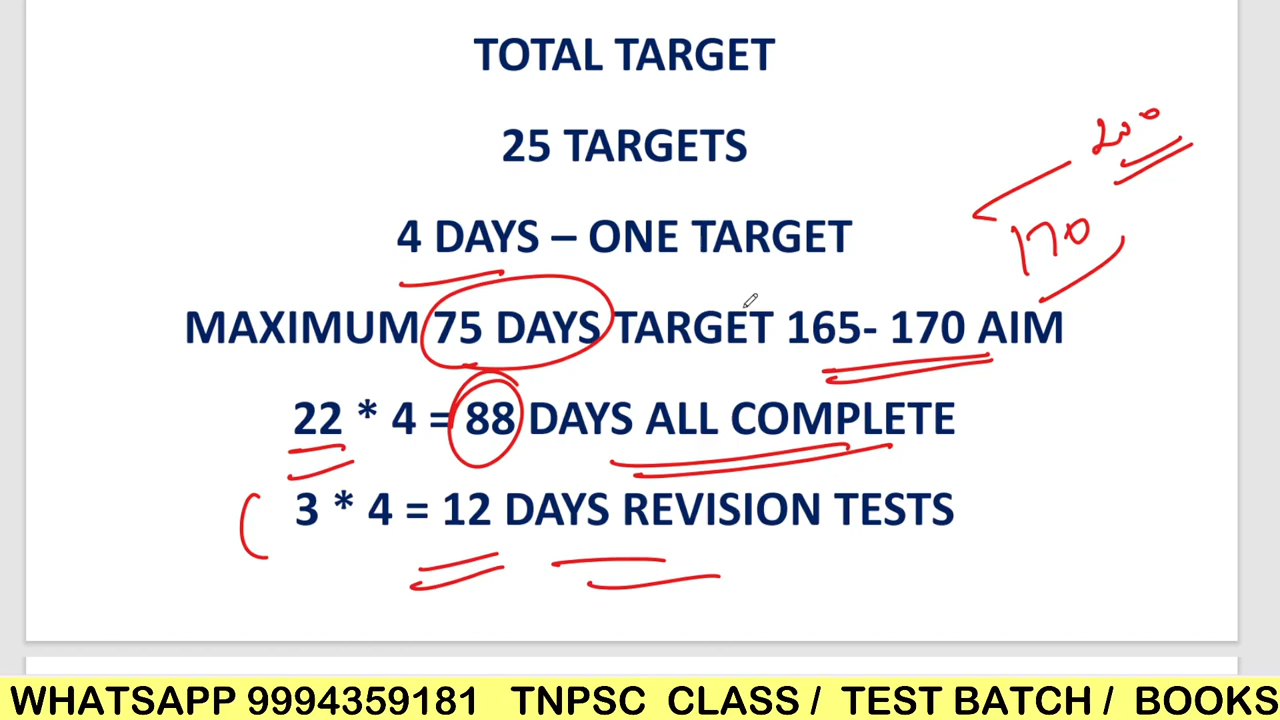 TOTAL TARGET
25 TARGETS
200
4 DAYS – ONE TARGET
170
MAXIMUM 75 DAYS TARGET 165- 170 AIM
22 * 4 = 88 DAYS ALL COMPLETE
3 * 4 = 12 DAYS REVISION TESTS
WHATSAPP 9994359181 TNPSC CLASS / TEST BATCH / BOOKS